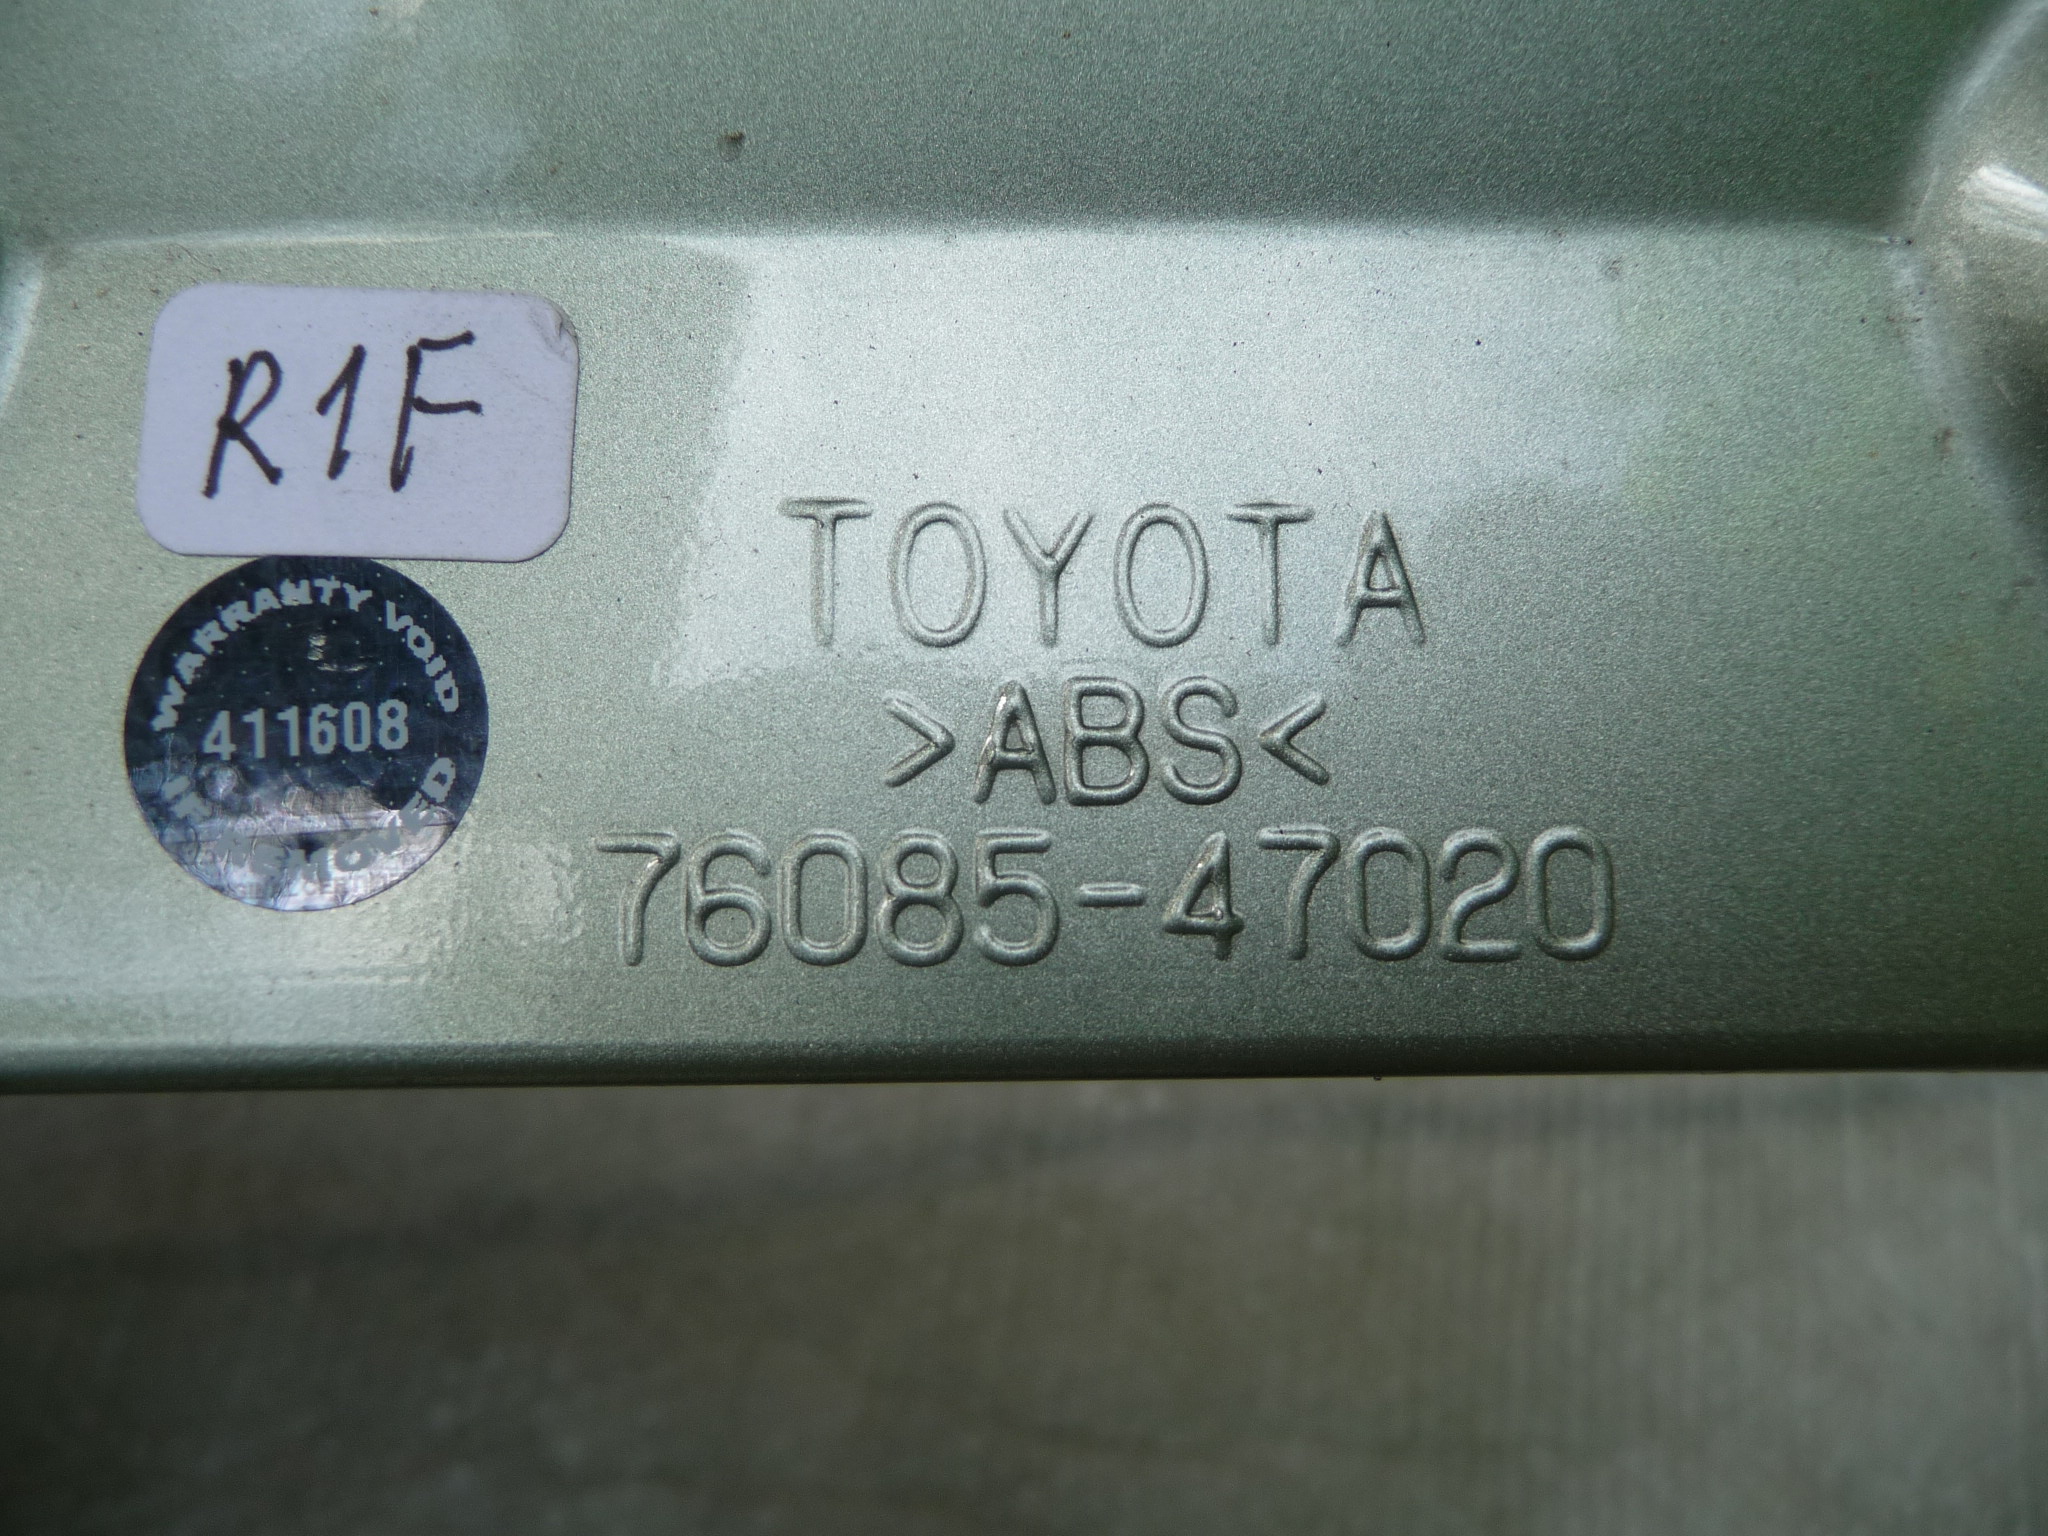 R1F
WARRANTY VOID
411608
IF REMOVED
TOYOTA
>ABS<
76085-47020